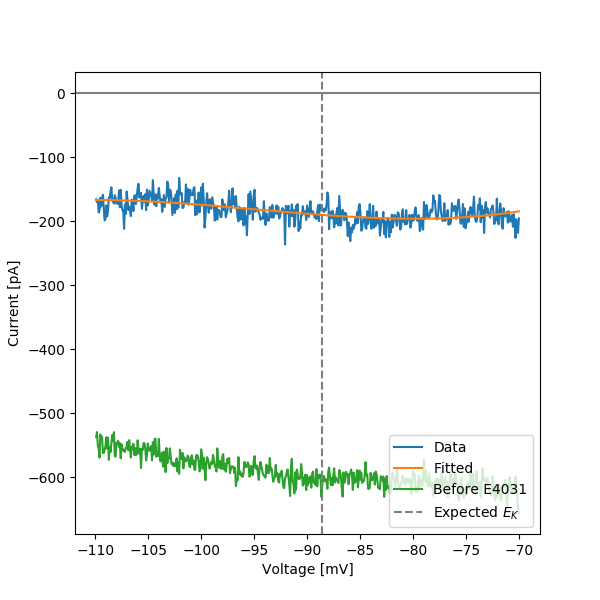 0
−100
−200
−300
−400
−500
−600
Current [pA]
Data
Fitted
Before E4031
Expected E_K
−110
−105
−100
−95
−90
−85
−80
−75
−70
Voltage [mV]